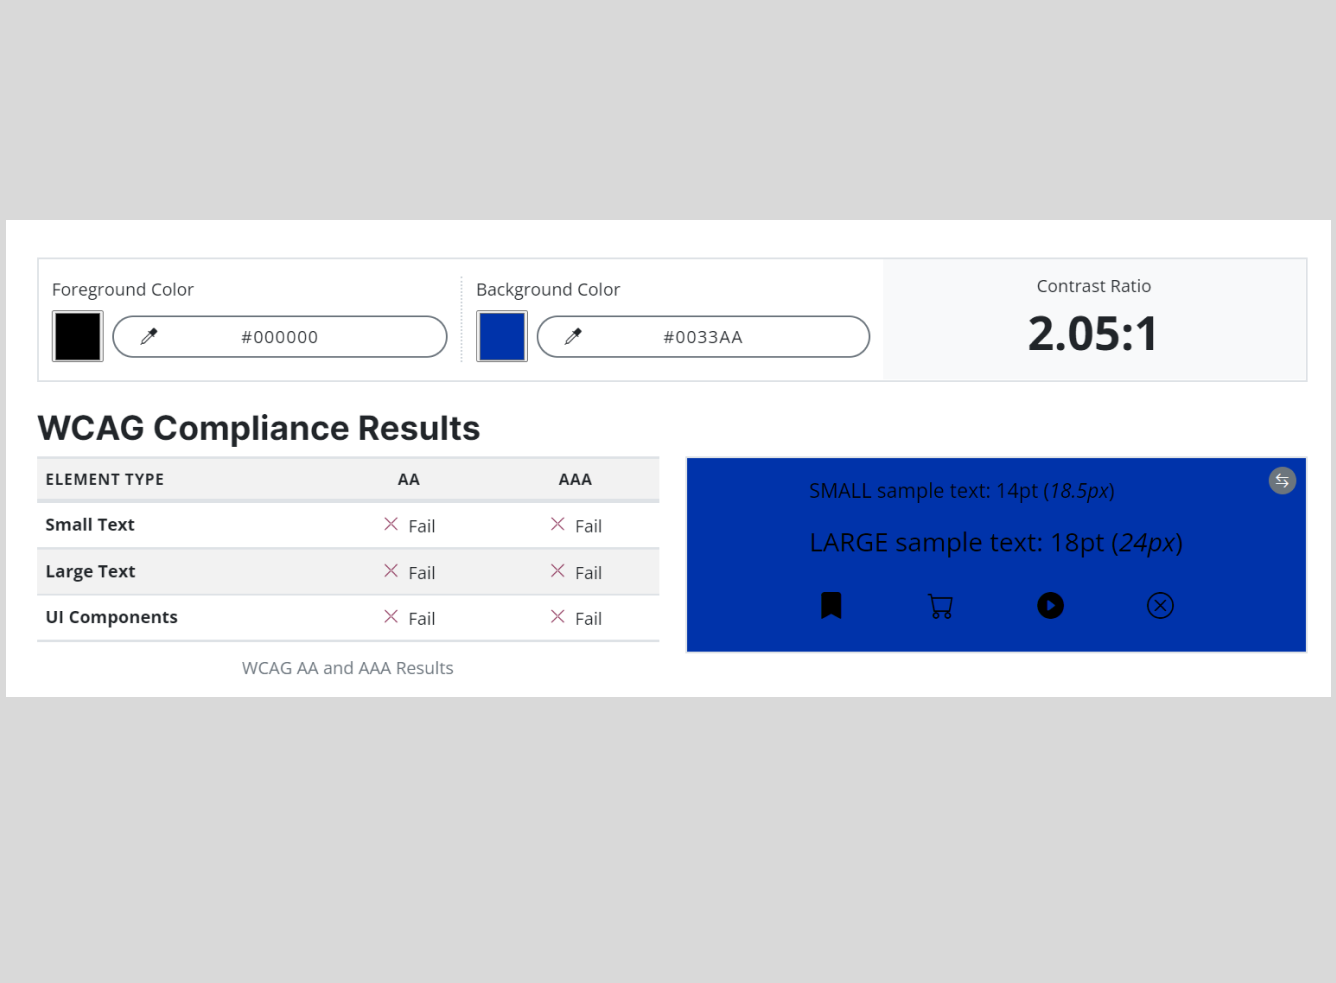 Foreground Color
#000000
Background Color
#0033AA
Contrast Ratio
2.05:1
WCAG Compliance Results
ELEMENT TYPE AA AAA
Small Text Fail Fail
Large Text Fail Fail
UI Components Fail Fail
WCAG AA and AAA Results
SMALL sample text: 14pt (18.5px)
LARGE sample text: 18pt (24px)